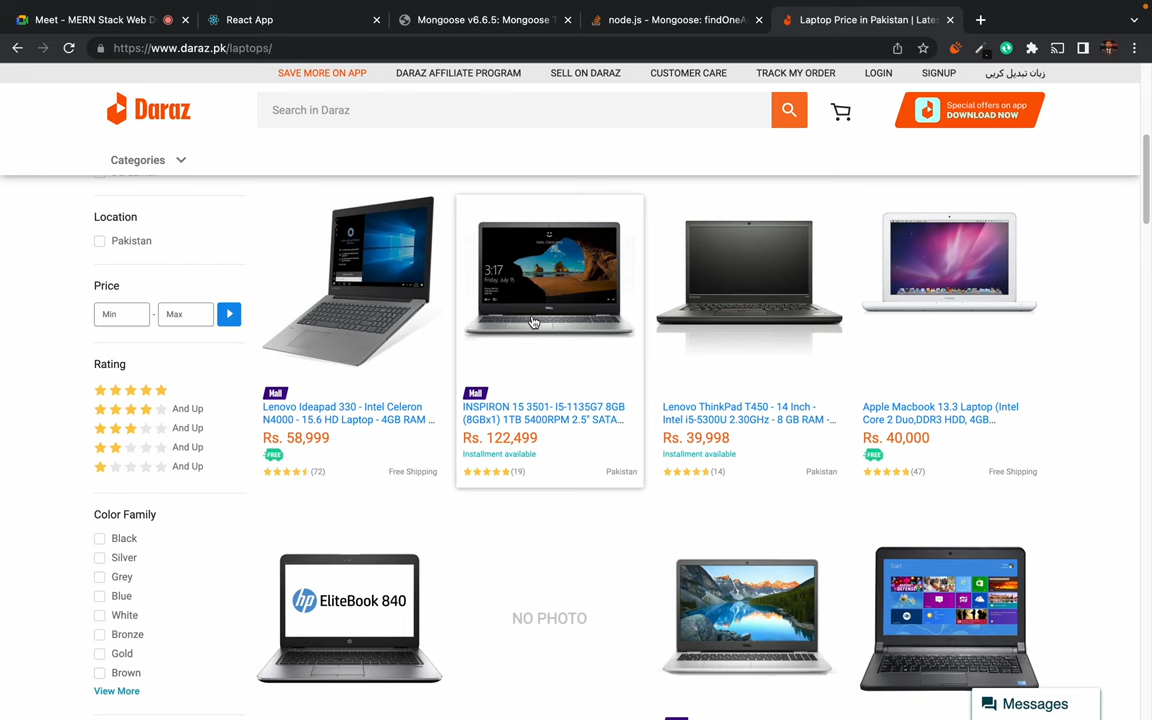 Meet - MERN Stack Web D
React App
Mongoose v6.6.5: Mongoose T
node.js - Mongoose: findOneA
Laptop Price in Pakistan | Late
https://www.daraz.pk/laptops/
SAVE MORE ON APP
DARAZ AFFILIATE PROGRAM
SELL ON DARAZ
CUSTOMER CARE
TRACK MY ORDER
LOGIN
SIGNUP
زبان تبدیل کریں
Daraz
Search in Daraz
Special offers on app
DOWNLOAD NOW
Categories
Location
Pakistan
Price
Min
-
Max
Rating
And Up
And Up
And Up
And Up
Color Family
Black
Silver
Grey
Blue
White
Bronze
Gold
Brown
View More
Mall
Lenovo Ideapad 330 - Intel Celeron
N4000 - 15.6 HD Laptop - 4GB RAM ...
Rs. 58,999
FREE
(72)
Free Shipping
3:17
Friday, July 15
DELL
Mall
INSPIRON 15 3501- I5-1135G7 8GB
(8GBx1) 1TB 5400RPM 2.5" SATA...
Rs. 122,499
Installment available
(19)
Pakistan
Lenovo ThinkPad T450 - 14 Inch -
Intel i5-5300U 2.30GHz - 8 GB RAM -...
Rs. 39,998
Installment available
(14)
Pakistan
Apple Macbook 13.3 Laptop (Intel
Core 2 Duo,DDR3 HDD, 4GB...
Rs. 40,000
FREE
(47)
Free Shipping
hp EliteBook 840
NO PHOTO
Start
Messages